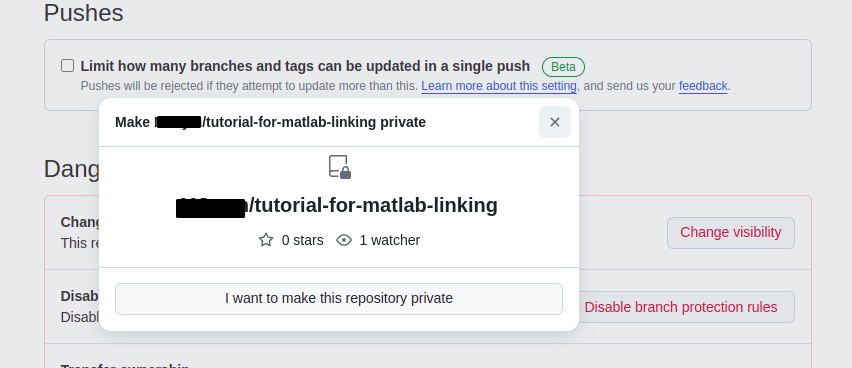 Pushes
Limit how many branches and tags can be updated in a single push Beta
Pushes will be rejected if they attempt to update more than this. Learn more about this setting, and send us your feedback.
Make /tutorial-for-matlab-linking private
/tutorial-for-matlab-linking
0 stars 1 watcher
I want to make this repository private
Dang
Chang
This re
Change visibility
Disab
Disabl
Disable branch protection rules
Transfer ownership